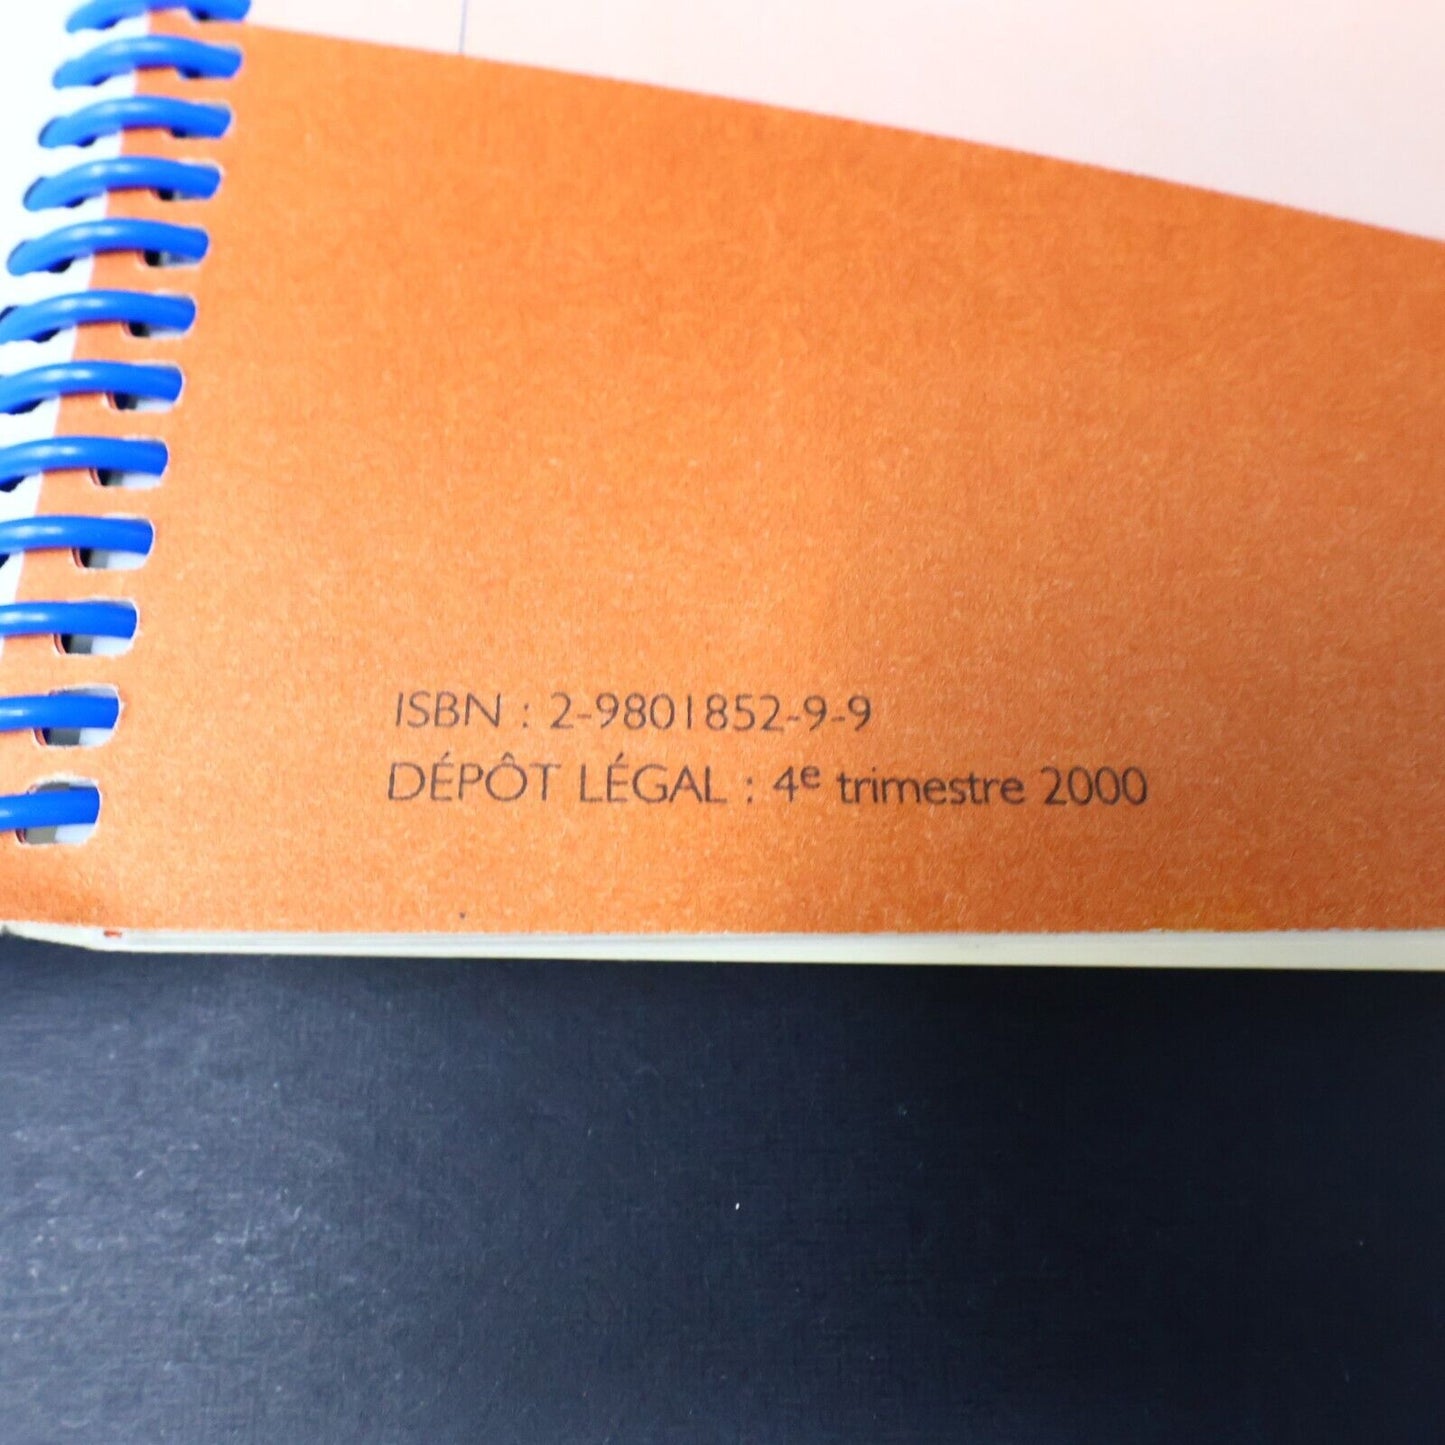 ISBN : 2-9801852-9-9
DÉPÔT LÉGAL : 4e trimestre 2000